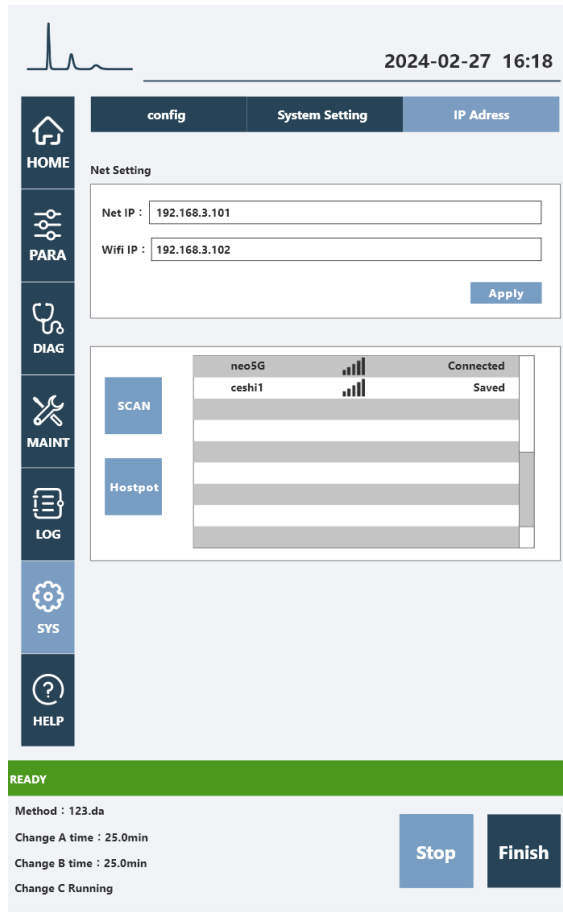 2024-02-27 16:18
config System Setting IP Adress
HOME
PARA
DIAG
MAINT
LOG
SYS
HELP
Net Setting
Net IP : 192.168.3.101
Wifi IP : 192.168.3.102
Apply
SCAN
Hostpot
neo5G Connected
ceshi1 Saved
READY
Method : 123.da
Change A time : 25.0min
Change B time : 25.0min
Change C Running
Stop Finish